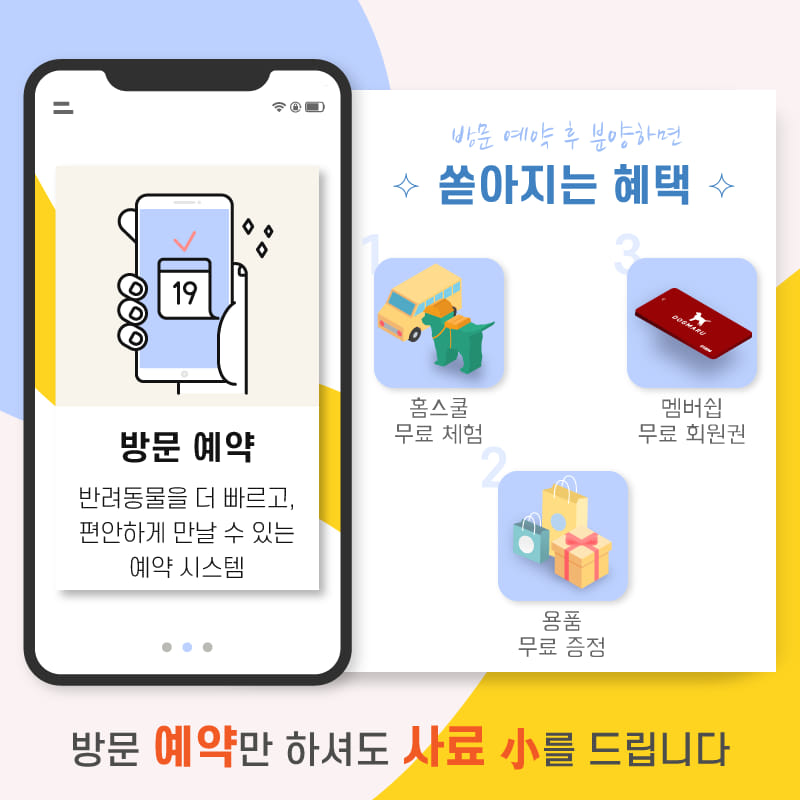 19
방문 예약
반려동물을 더 빠르고,
편안하게 만날 수 있는
예약 시스템
방문 예약 후 분양하면
쏟아지는 혜택
1
홈스쿨
무료 체험
2
용품
무료 증정
3
DOGMARU
멤버쉽
무료 회원권
방문 예약만 하셔도 사료 小를 드립니다